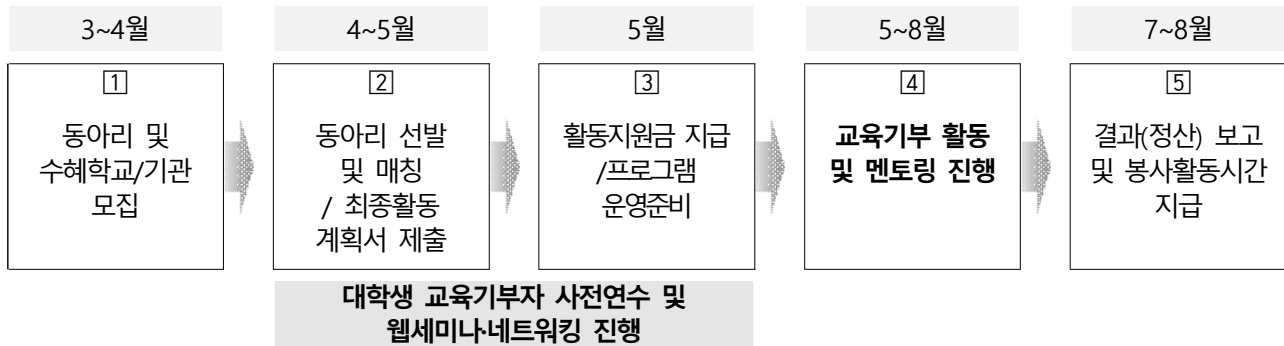 3~4월
4~5월
5월
5~8월
7~8월
1
동아리 및
수혜학교/기관
모집
2
동아리 선발
및 매칭
/ 최종활동
계획서 제출
3
활동지원금 지급
/프로그램
운영준비
4
교육기부 활동
및 멘토링 진행
5
결과(정산) 보고
및 봉사활동시간
지급
대학생 교육기부자 사전연수 및
웹세미나·네트워킹 진행